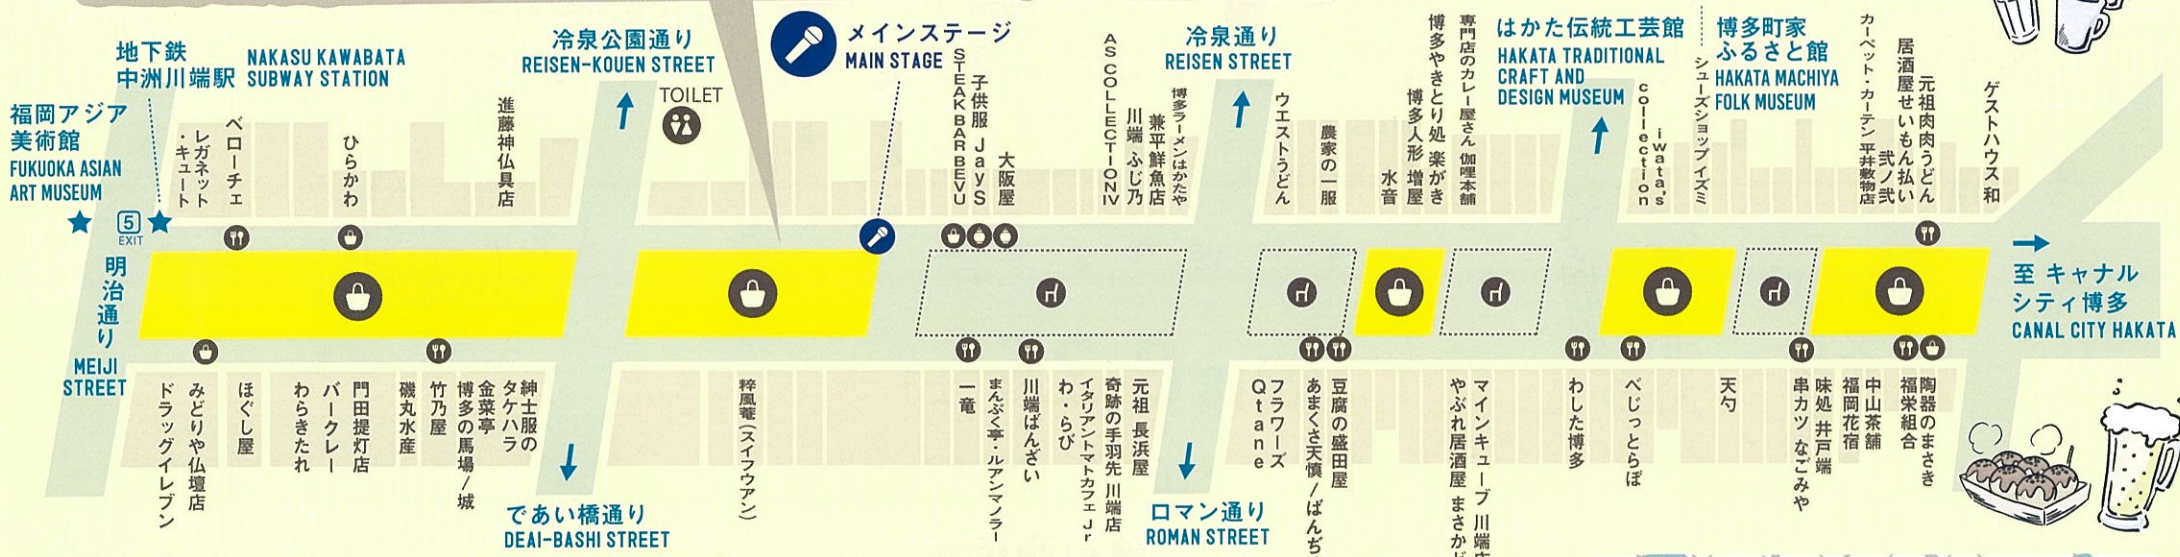 地下鉄
中洲川端駅
NAKASU KAWABATA
SUBWAY STATION
福岡アジア
美術館
FUKUOKA ASIAN
ART MUSEUM
5
EXIT
明治通り
MEIJI
STREET
冷泉公園通り
REISEN-KOUEN STREET
TOILET
メインステージ
MAIN STAGE
冷泉通り
REISEN STREET
はかた伝統工芸館
HAKATA TRADITIONAL
CRAFT AND
DESIGN MUSEUM
博多町家
ふるさと館
HAKATA MACHIYA
FOLK MUSEUM
至 キャナル
シティ博多
CANAL CITY HAKATA
レガネット
・キュート
ベローチェ
ひらかわ
進藤神仏具店
STEAK BAR BEVU
子供服 JayS
大阪屋
AS COLLECTION Ⅳ
川端 ふじ乃
兼平鮮魚店
博多ラーメンはかたや
ウエストうどん
農家の一服
水音
博多人形 増屋
博多やきとり処 楽がき
専門店のカレー屋さん 伽哩本舗
iwata's
collection
シューズショップ イズミ
カーペット・カーテン 平井敷物店
弐ノ弐
居酒屋せいもん払い
元祖肉肉うどん
ゲストハウス 和
ドラッグイレブン
みどりや仏壇店
ほぐし屋
わらきたれ
バークレー
門田提灯店
磯丸水産
竹乃屋
博多の馬場/城
金菜亭
紳士服の
タケハラ
であい橋通り
DEAI-BASHI STREET
粹風菴(スイフウアン)
一竜
まんぷく亭・ルアンマノラー
川端ばんざい
わ・らび
イタリアントマトカフェJr
奇跡の手羽先 川端店
元祖 長浜屋
ロマン通り
ROMAN STREET
フラワーズ
Qtane
あまくさ天慎/ばんぢ
豆腐の盛田屋
やぶれ居酒屋 まさかど
マインキューブ 川端店
わした博多
べじっとらぽ
天勺
串カツ なごみや
味処 井戸端
福岡花宿
中山茶舗
福栄組合
陶器のまさき